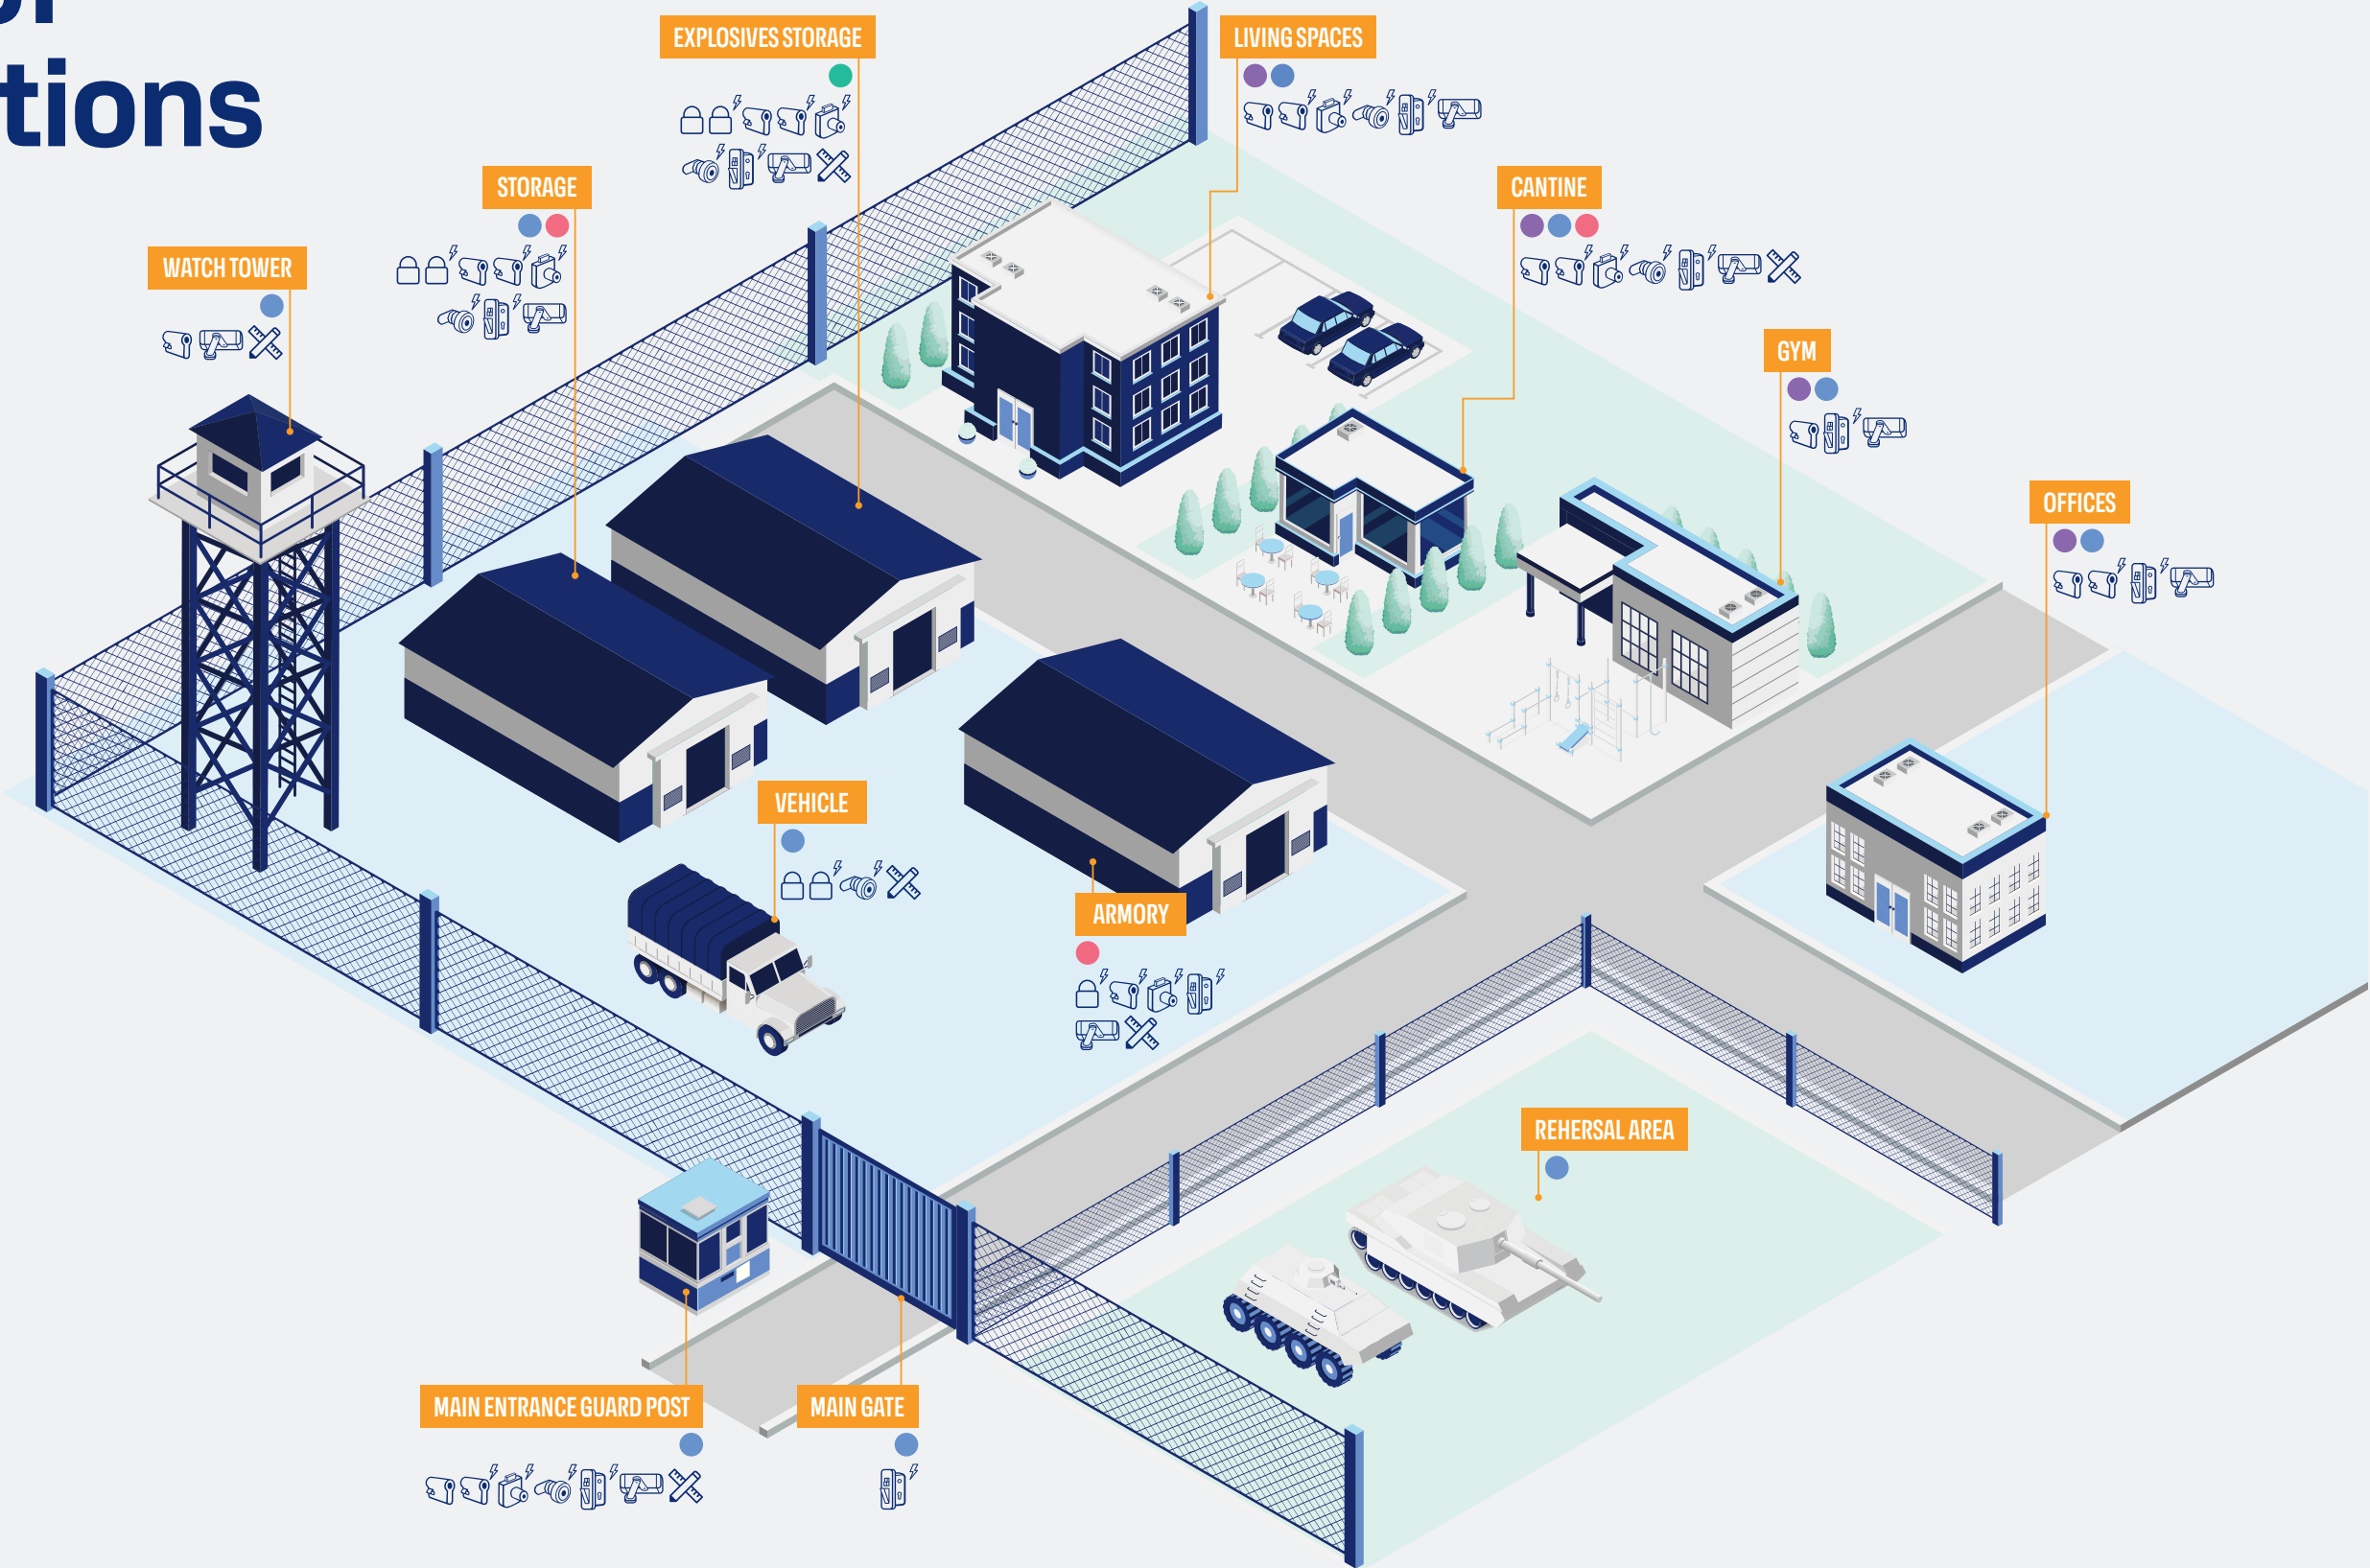 tions
EXPLOSIVES STORAGE
LIVING SPACES
STORAGE
CANTINE
WATCH TOWER
GYM
OFFICES
VEHICLE
ARMORY
REHERSAL AREA
MAIN ENTRANCE GUARD POST
MAIN GATE